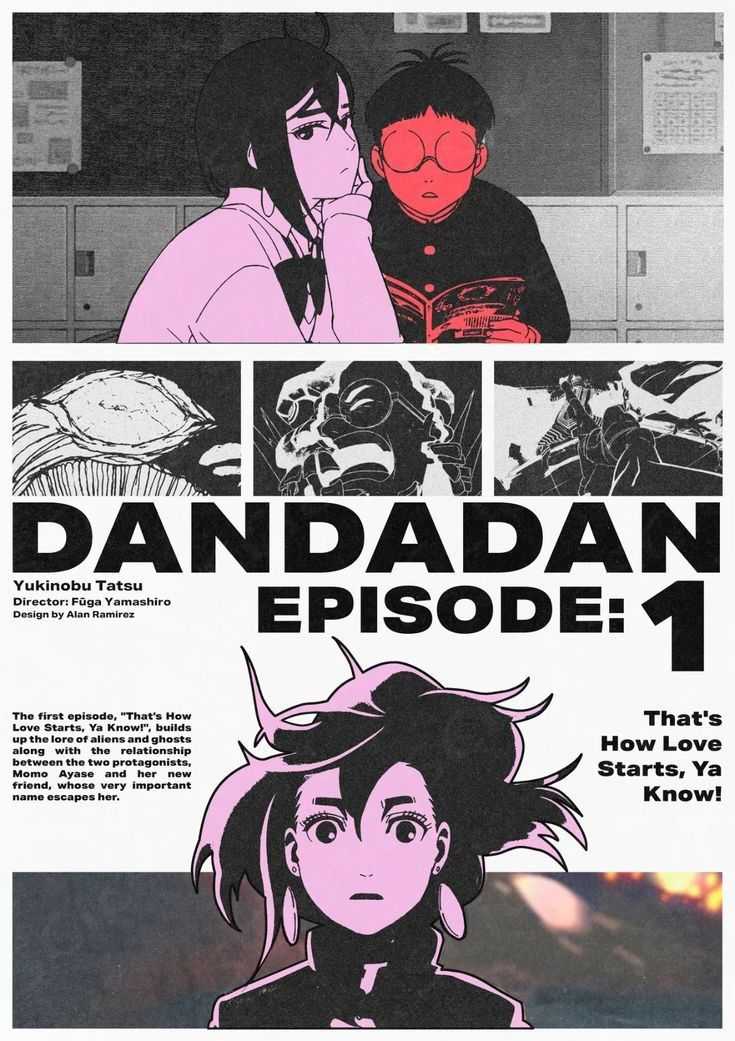 DANDADAN
Yukinobu Tatsu
Director: Fūga Yamashiro
Design by Alan Ramirez
EPISODE: 1
The first episode, "That's How
Love Starts, Ya Know!", builds
up the lore of aliens and ghosts
along with the relationship
between the two protagonists,
Momo Ayase and her new
friend, whose very important
name escapes her.
That's
How Love
Starts, Ya
Know!